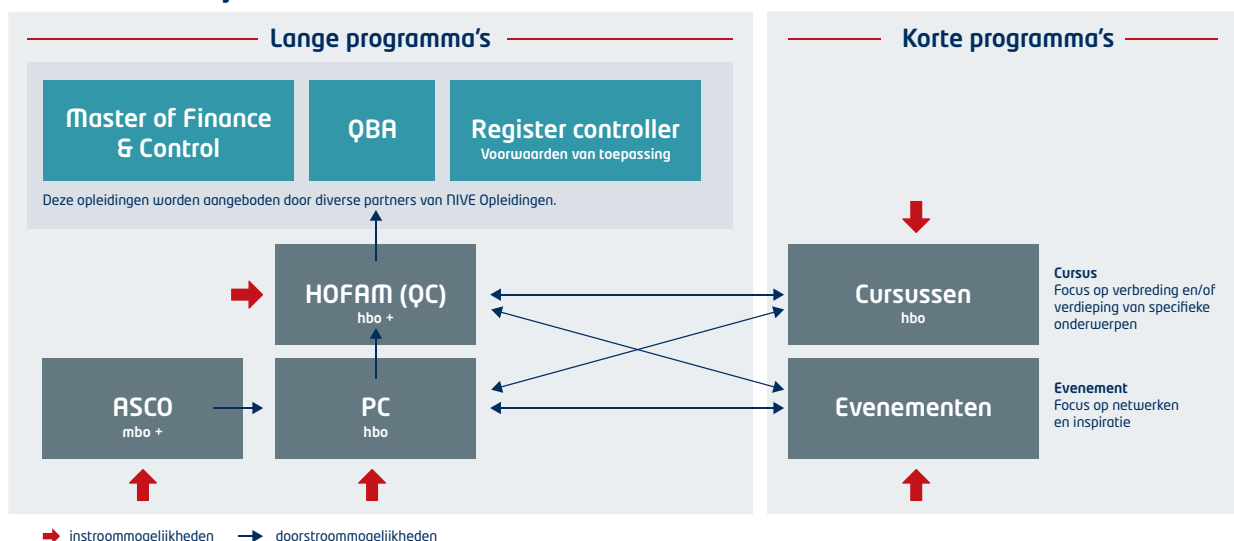 Lange programma's
Master of Finance
& Control
QBA
Register controller
Voorwaarden van toepassing
Deze opleidingen worden aangeboden door diverse partners van NIVE Opleidingen.
HOFAM (QC)
hbo +
ASCO
mbo +
PC
hbo
Korte programma's
Cursussen
hbo
Cursus
Focus op verbreding en/of
verdieping van specifieke
onderwerpen
Evenementen
Evenement
Focus op netwerken
en inspiratie
instroommogelijkheden
doorstroommogelijkheden